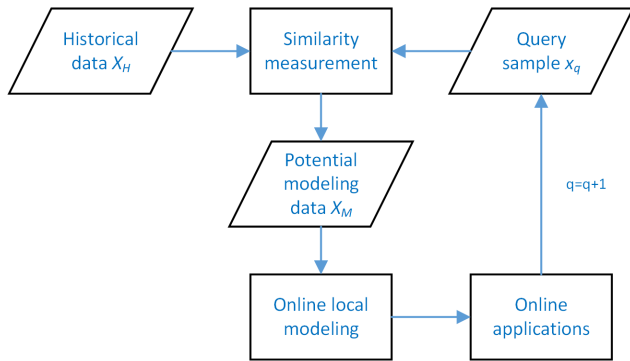 Historical
data X_H
Similarity
measurement
Query
sample x_q
Potential
modeling
data X_M
q=q+1
Online local
modeling
Online
applications